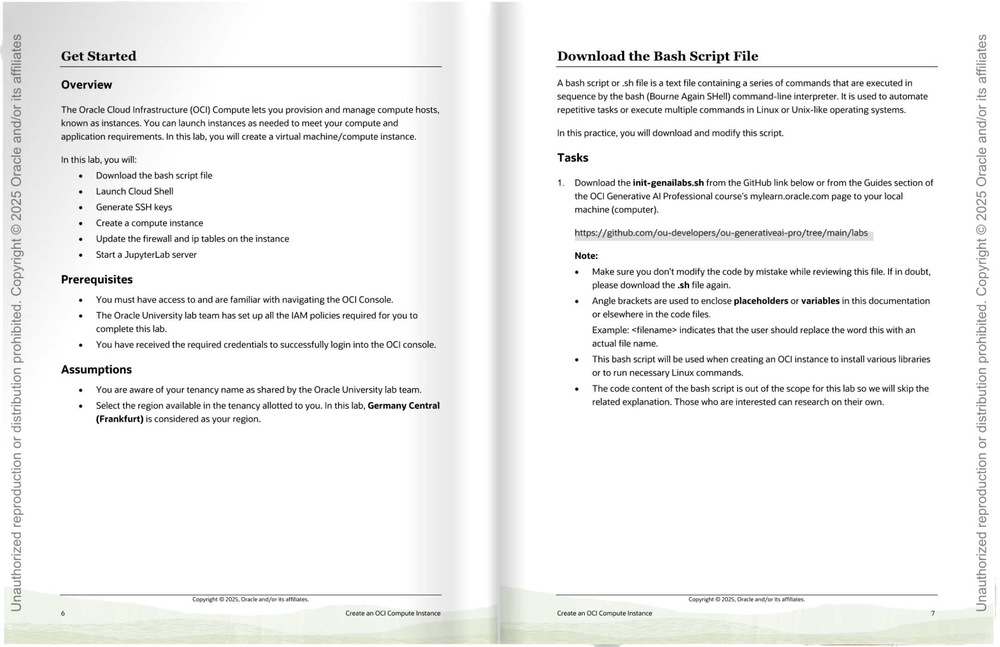 Unauthorized reproduction or distribution prohibited. Copyright © 2025 Oracle and/or its affiliates
Get Started
Overview
The Oracle Cloud Infrastructure (OCI) Compute lets you provision and manage compute hosts,
known as instances. You can launch instances as needed to meet your compute and
application requirements. In this lab, you will create a virtual machine/compute instance.
In this lab, you will:
• Download the bash script file
• Launch Cloud Shell
• Generate SSH keys
• Create a compute instance
• Update the firewall and ip tables on the instance
• Start a JupyterLab server
Prerequisites
• You must have access to and are familiar with navigating the OCI Console.
• The Oracle University lab team has set up all the IAM policies required for you to
complete this lab.
• You have received the required credentials to successfully login into the OCI console.
Assumptions
• You are aware of your tenancy name as shared by the Oracle University lab team.
• Select the region available in the tenancy allotted to you. In this lab, Germany Central
(Frankfurt) is considered as your region.
Copyright © 2025, Oracle and/or its affiliates.
6
Create an OCI Compute Instance
Download the Bash Script File
A bash script or .sh file is a text file containing a series of commands that are executed in
sequence by the bash (Bourne Again SHell) command-line interpreter. It is used to automate
repetitive tasks or execute multiple commands in Linux or Unix-like operating systems.
In this practice, you will download and modify this script.
Tasks
1. Download the init-genailabs.sh from the GitHub link below or from the Guides section of
the OCI Generative AI Professional course's mylearn.oracle.com page to your local
machine (computer).
https://github.com/ou-developers/ou-generativeai-pro/tree/main/labs
Note:
• Make sure you don't modify the code by mistake while reviewing this file. If in doubt,
please download the .sh file again.
• Angle brackets are used to enclose placeholders or variables in this documentation
or elsewhere in the code files.
Example: <filename> indicates that the user should replace the word this with an
actual file name.
• This bash script will be used when creating an OCI instance to install various libraries
or to run necessary Linux commands.
• The code content of the bash script is out of the scope for this lab so we will skip the
related explanation. Those who are interested can research on their own.
Copyright © 2025, Oracle and/or its affiliates.
Create an OCI Compute Instance
7
Unauthorized reproduction or distribution prohibited. Copyright © 2025 Oracle and/or its affiliates